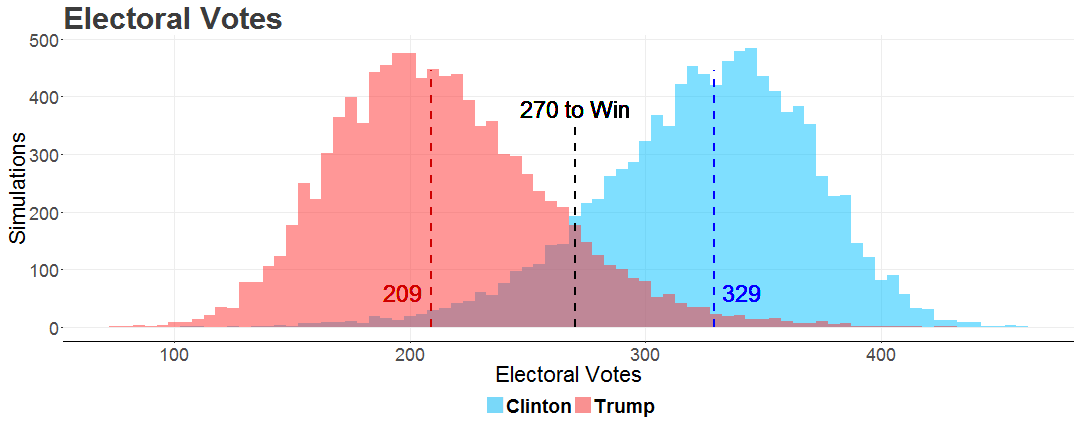 Electoral Votes
500
400
300
200
100
0
Simulations
270 to Win
209
329
100 200 300 400
Electoral Votes
Clinton Trump